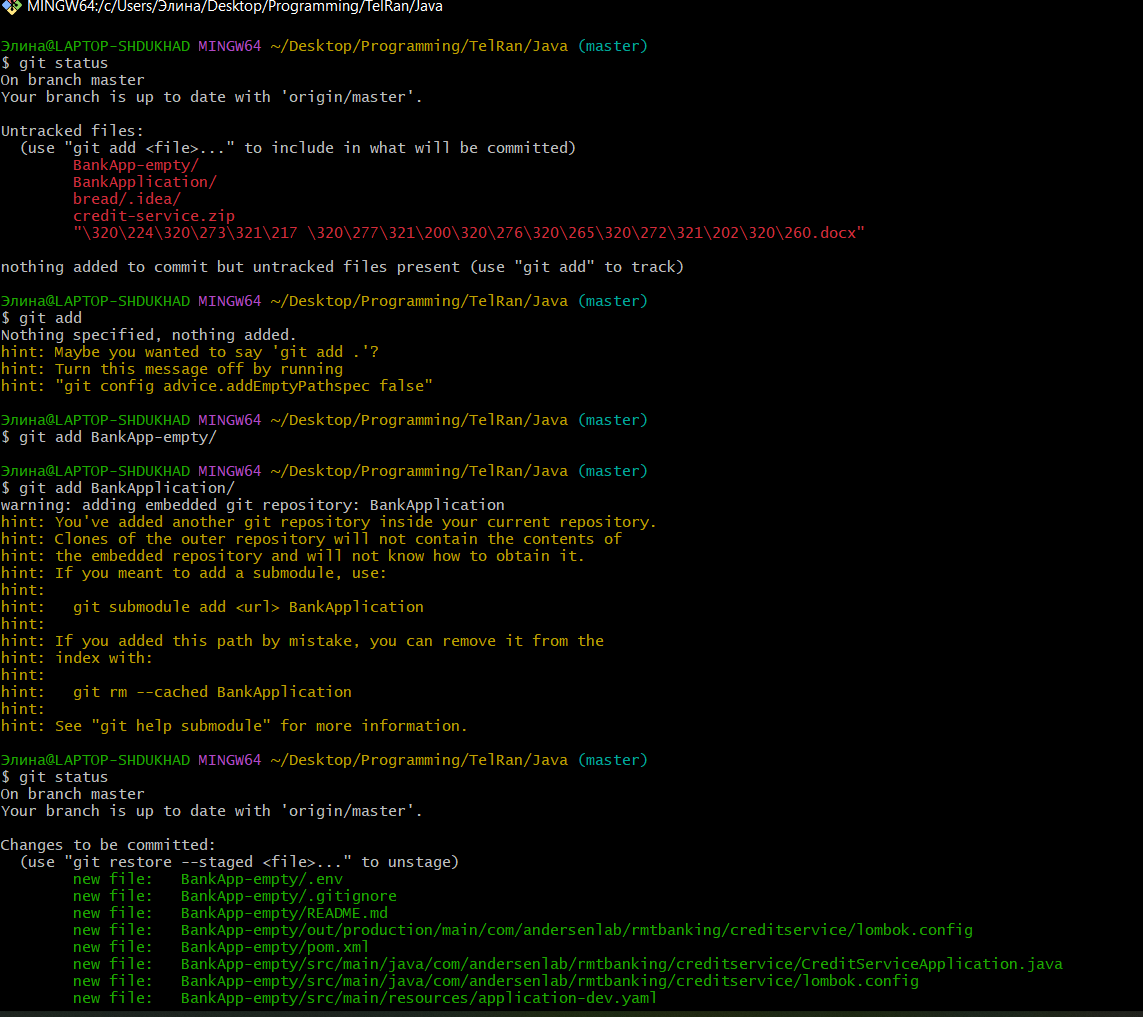 MINGW64:/c/Users/Элина/Desktop/Programming/TelRan/Java
Элина@LAPTOP-SHDUKHAD MINGW64 ~/Desktop/Programming/TelRan/Java (master)
$ git status
On branch master
Your branch is up to date with 'origin/master'.
Untracked files:
  (use "git add <file>..." to include in what will be committed)
        BankApp-empty/
        BankApplication/
        bread/.idea/
        credit-service.zip
        "\320\224\320\273\321\217 \320\277\321\200\320\276\320\265\320\272\321\202\320\260.docx"
nothing added to commit but untracked files present (use "git add" to track)
Элина@LAPTOP-SHDUKHAD MINGW64 ~/Desktop/Programming/TelRan/Java (master)
$ git add
Nothing specified, nothing added.
hint: Maybe you wanted to say 'git add .'?
hint: Turn this message off by running
hint: "git config advice.addEmptyPathspec false"
Элина@LAPTOP-SHDUKHAD MINGW64 ~/Desktop/Programming/TelRan/Java (master)
$ git add BankApp-empty/
Элина@LAPTOP-SHDUKHAD MINGW64 ~/Desktop/Programming/TelRan/Java (master)
$ git add BankApplication/
warning: adding embedded git repository: BankApplication
hint: You've added another git repository inside your current repository.
hint: Clones of the outer repository will not contain the contents of
hint: the embedded repository and will not know how to obtain it.
hint: If you meant to add a submodule, use:
hint:
hint:   git submodule add <url> BankApplication
hint:
hint: If you added this path by mistake, you can remove it from the
hint: index with:
hint:
hint:   git rm --cached BankApplication
hint:
hint: See "git help submodule" for more information.
Элина@LAPTOP-SHDUKHAD MINGW64 ~/Desktop/Programming/TelRan/Java (master)
$ git status
On branch master
Your branch is up to date with 'origin/master'.
Changes to be committed:
  (use "git restore --staged <file>..." to unstage)
        new file:   BankApp-empty/.env
        new file:   BankApp-empty/.gitignore
        new file:   BankApp-empty/README.md
        new file:   BankApp-empty/out/production/main/com/andersenlab/rmtbanking/creditservice/lombok.config
        new file:   BankApp-empty/pom.xml
        new file:   BankApp-empty/src/main/java/com/andersenlab/rmtbanking/creditservice/CreditServiceApplication.java
        new file:   BankApp-empty/src/main/java/com/andersenlab/rmtbanking/creditservice/lombok.config
        new file:   BankApp-empty/src/main/resources/application-dev.yaml